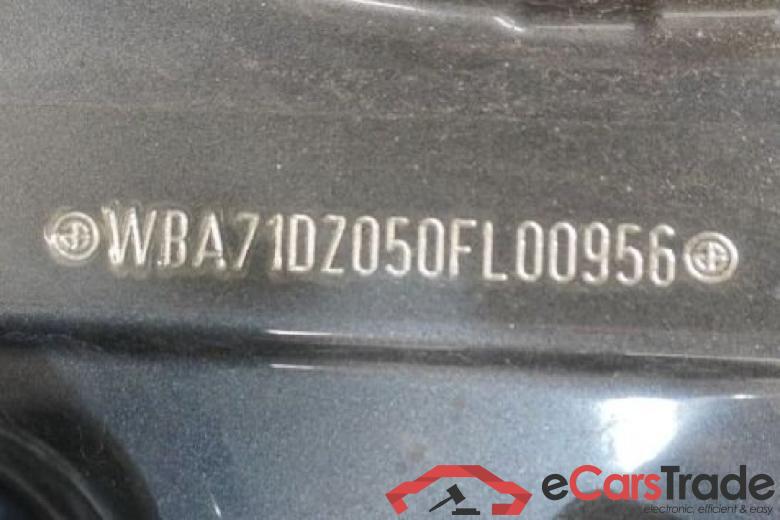 WBA71DZ050FL00956
eCarsTrade
electronic, efficient & easy